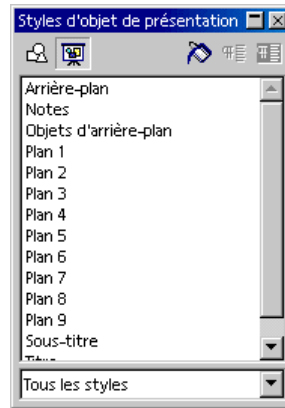 Styles d'objet de présentation
Arrière-plan
Notes
Objets d'arrière-plan
Plan 1
Plan 2
Plan 3
Plan 4
Plan 5
Plan 6
Plan 7
Plan 8
Plan 9
Sous-titre
Titre
Tous les styles